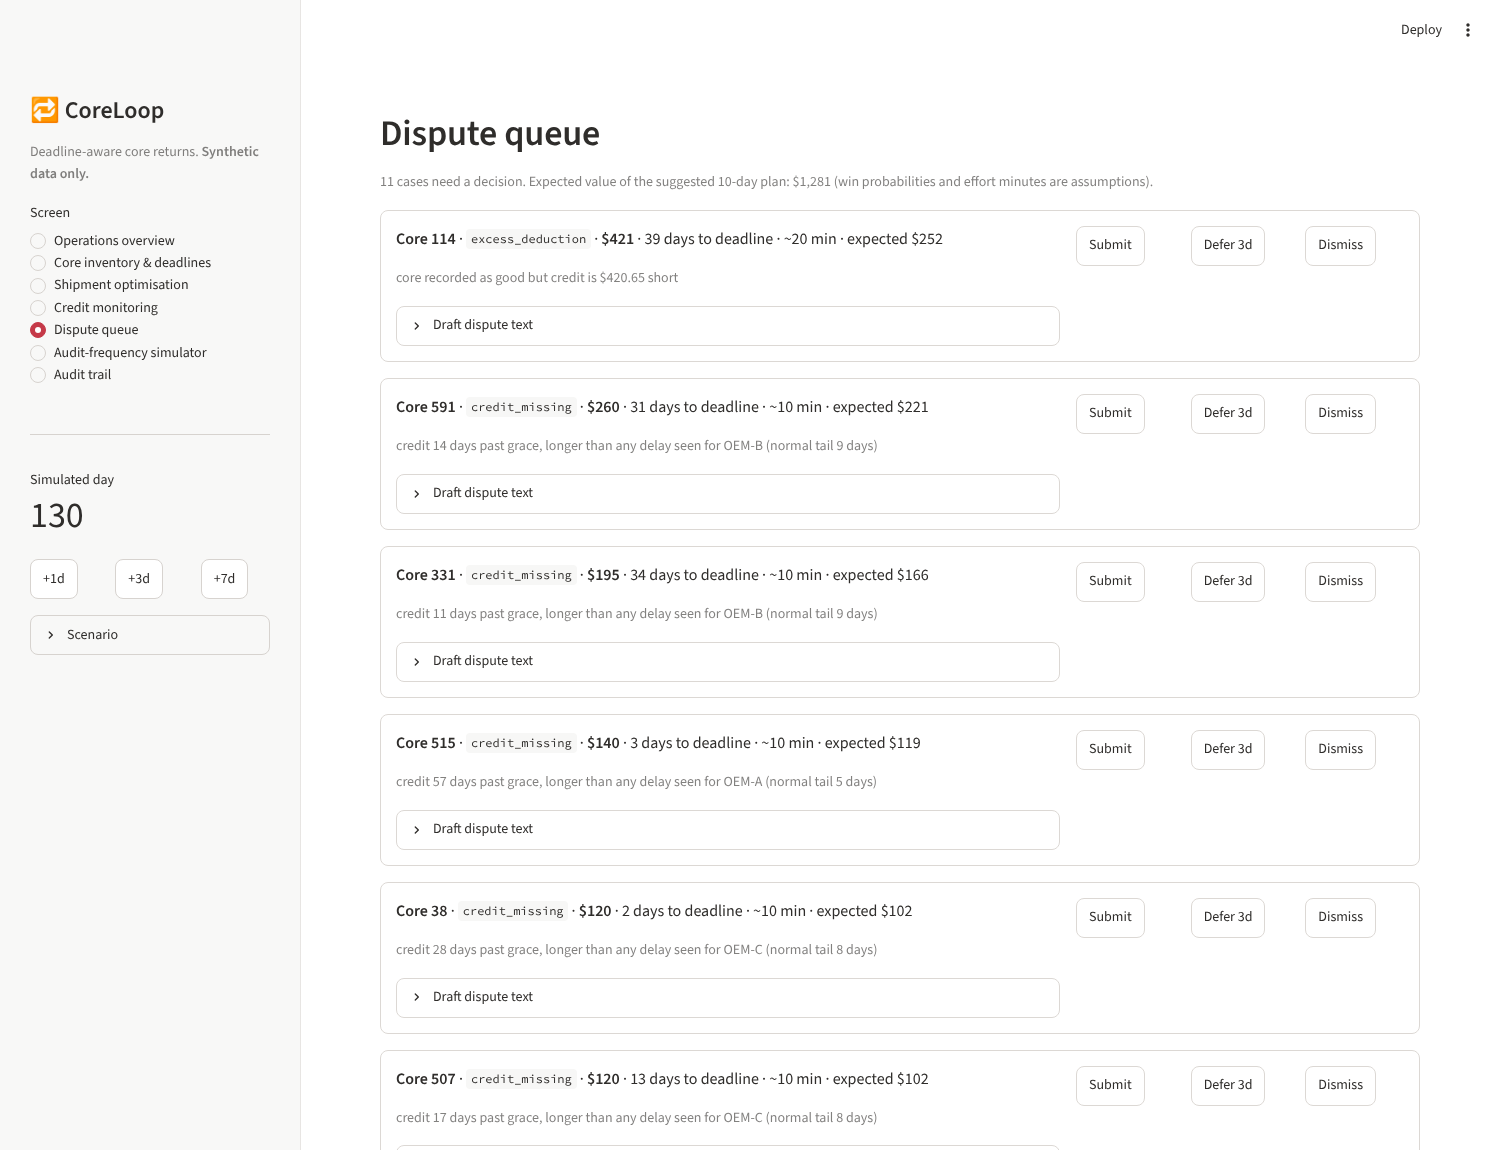 Deploy
CoreLoop
Deadline-aware core returns. Synthetic
data only.
Screen
Operations overview
Core inventory & deadlines
Shipment optimisation
Credit monitoring
Dispute queue
Audit-frequency simulator
Audit trail
Simulated day
130
+1d +3d +7d
Scenario
Dispute queue
11 cases need a decision. Expected value of the suggested 10-day plan: $1,281 (win probabilities and effort minutes are assumptions).
Core 114 · excess_deduction · $421 · 39 days to deadline · ~20 min · expected $252 Submit Defer 3d Dismiss
core recorded as good but credit is $420.65 short
Draft dispute text
Core 591 · credit_missing · $260 · 31 days to deadline · ~10 min · expected $221 Submit Defer 3d Dismiss
credit 14 days past grace, longer than any delay seen for OEM-B (normal tail 9 days)
Draft dispute text
Core 331 · credit_missing · $195 · 34 days to deadline · ~10 min · expected $166 Submit Defer 3d Dismiss
credit 11 days past grace, longer than any delay seen for OEM-B (normal tail 9 days)
Draft dispute text
Core 515 · credit_missing · $140 · 3 days to deadline · ~10 min · expected $119 Submit Defer 3d Dismiss
credit 57 days past grace, longer than any delay seen for OEM-A (normal tail 5 days)
Draft dispute text
Core 38 · credit_missing · $120 · 2 days to deadline · ~10 min · expected $102 Submit Defer 3d Dismiss
credit 28 days past grace, longer than any delay seen for OEM-C (normal tail 8 days)
Draft dispute text
Core 507 · credit_missing · $120 · 13 days to deadline · ~10 min · expected $102 Submit Defer 3d Dismiss
credit 17 days past grace, longer than any delay seen for OEM-C (normal tail 8 days)